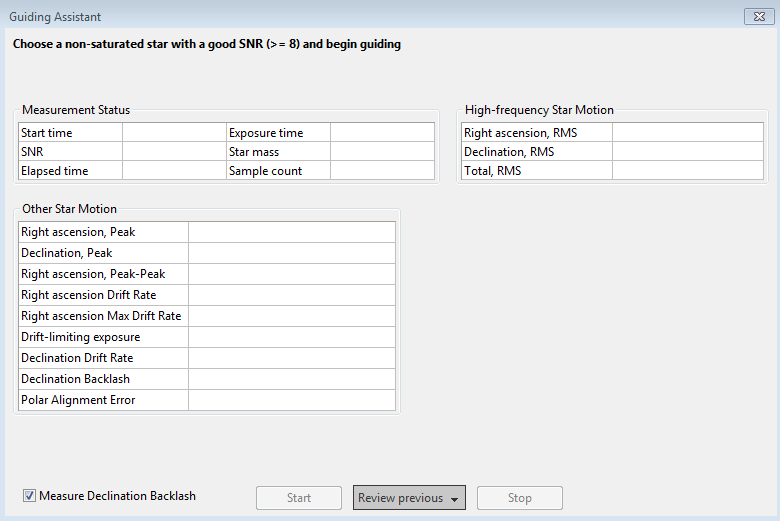 Guiding Assistant
Choose a non-saturated star with a good SNR (>= 8) and begin guiding
Measurement Status
Start time
Exposure time
SNR
Star mass
Elapsed time
Sample count
High-frequency Star Motion
Right ascension, RMS
Declination, RMS
Total, RMS
Other Star Motion
Right ascension, Peak
Declination, Peak
Right ascension, Peak-Peak
Right ascension Drift Rate
Right ascension Max Drift Rate
Drift-limiting exposure
Declination Drift Rate
Declination Backlash
Polar Alignment Error
Measure Declination Backlash
Start
Review previous
Stop